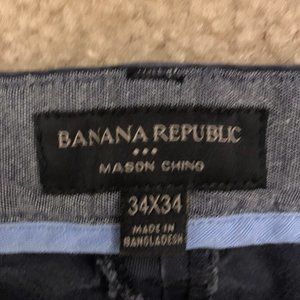 BANANA REPUBLIC
MASON CHINO
34X34
MADE IN
BANGLADESH